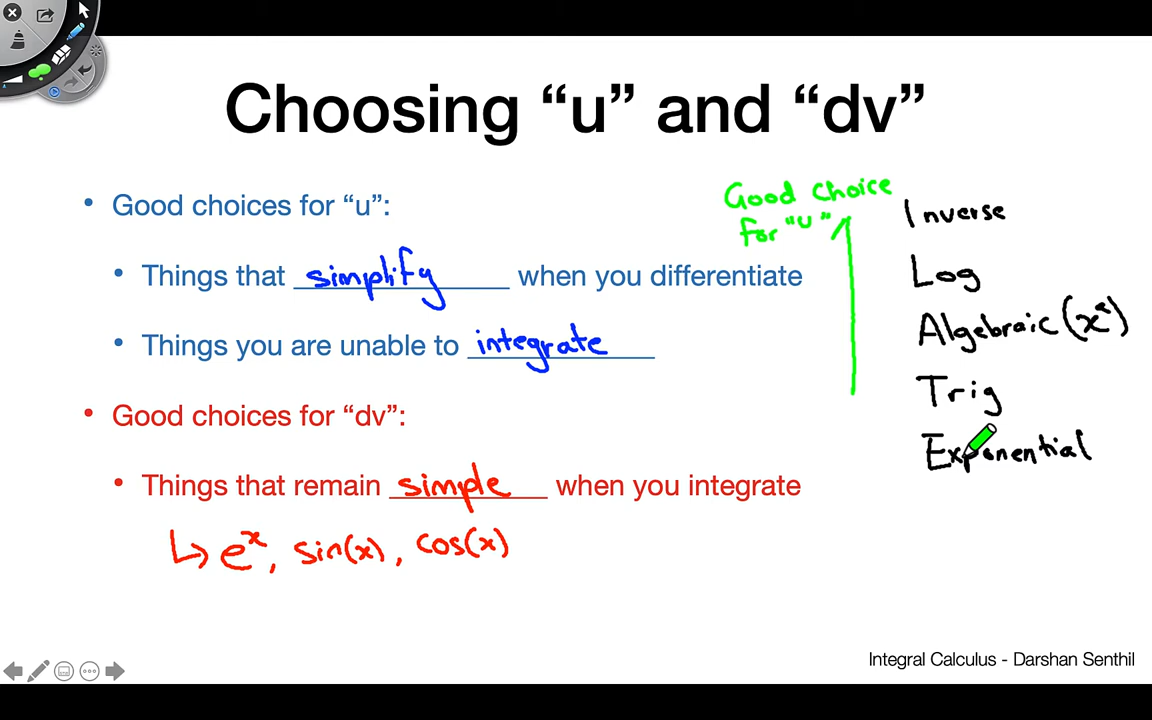 Choosing “u” and “dv”
• Good choices for “u”:
• Things that simplify when you differentiate
• Things you are unable to integrate
• Good choices for “dv”:
• Things that remain simple when you integrate
↳ eˣ, sin(x), cos(x)
Good choice
for "u"
Inverse
Log
Algebraic (xᵃ)
Trig
Exponential
Integral Calculus - Darshan Senthil